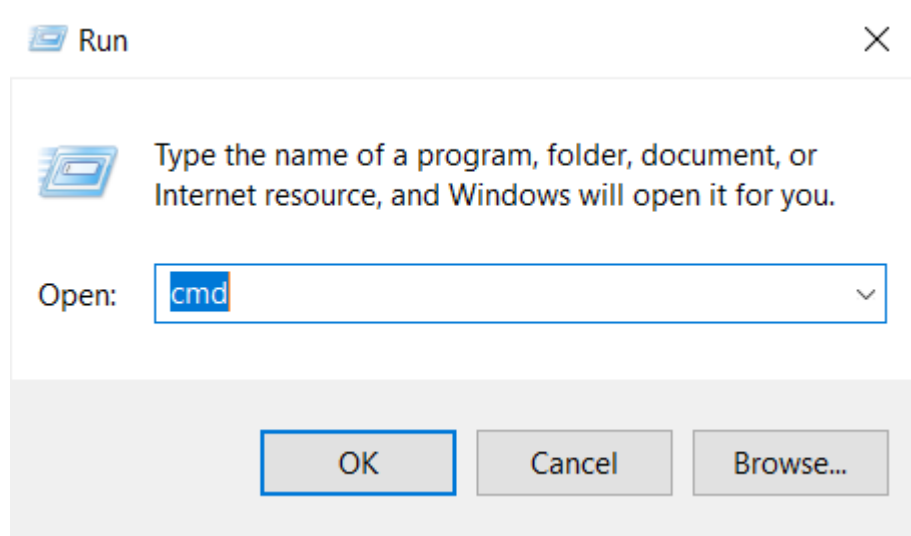 Run
Type the name of a program, folder, document, or
Internet resource, and Windows will open it for you.
Open: cmd
OK Cancel Browse...